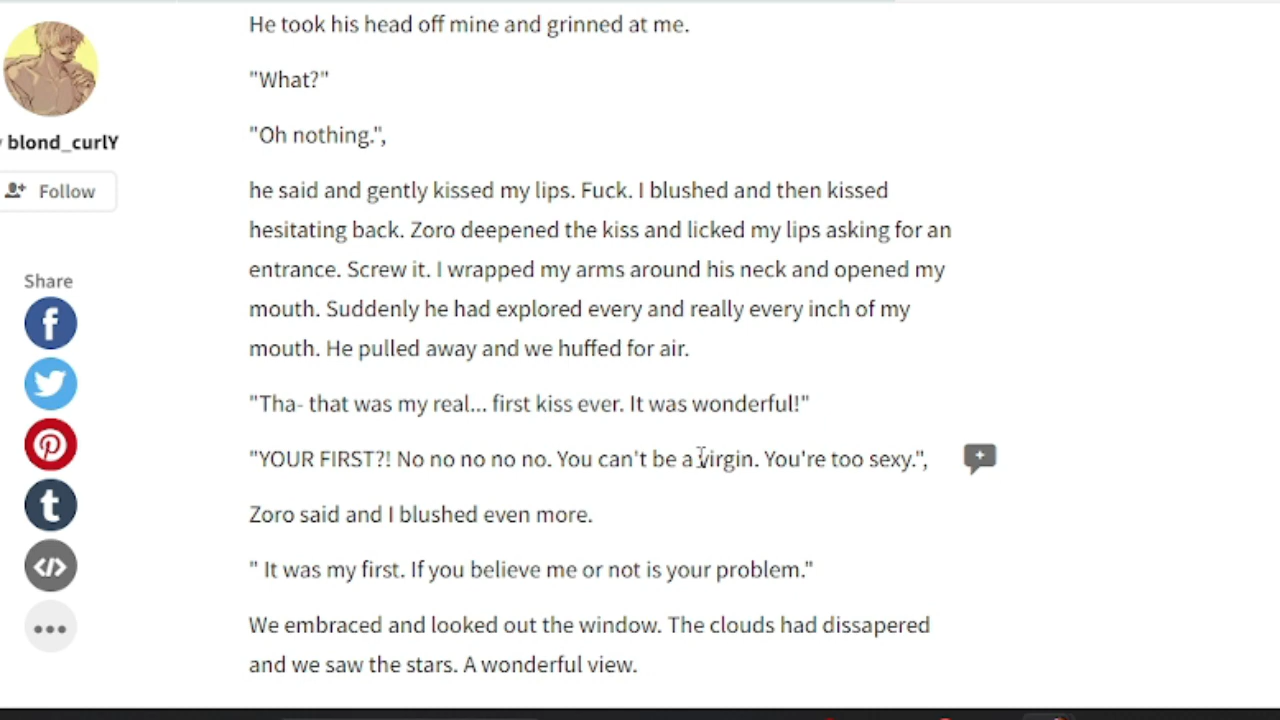 He took his head off mine and grinned at me.
"What?"
"Oh nothing.",
he said and gently kissed my lips. Fuck. I blushed and then kissed
hesitating back. Zoro deepened the kiss and licked my lips asking for an
entrance. Screw it. I wrapped my arms around his neck and opened my
mouth. Suddenly he had explored every and really every inch of my
mouth. He pulled away and we huffed for air.
"Tha- that was my real... first kiss ever. It was wonderful!"
"YOUR FIRST?! No no no no no. You can't be a virgin. You're too sexy.",
Zoro said and I blushed even more.
" It was my first. If you believe me or not is your problem."
We embraced and looked out the window. The clouds had dissapered
and we saw the stars. A wonderful view.
blond_curlY
Follow
Share